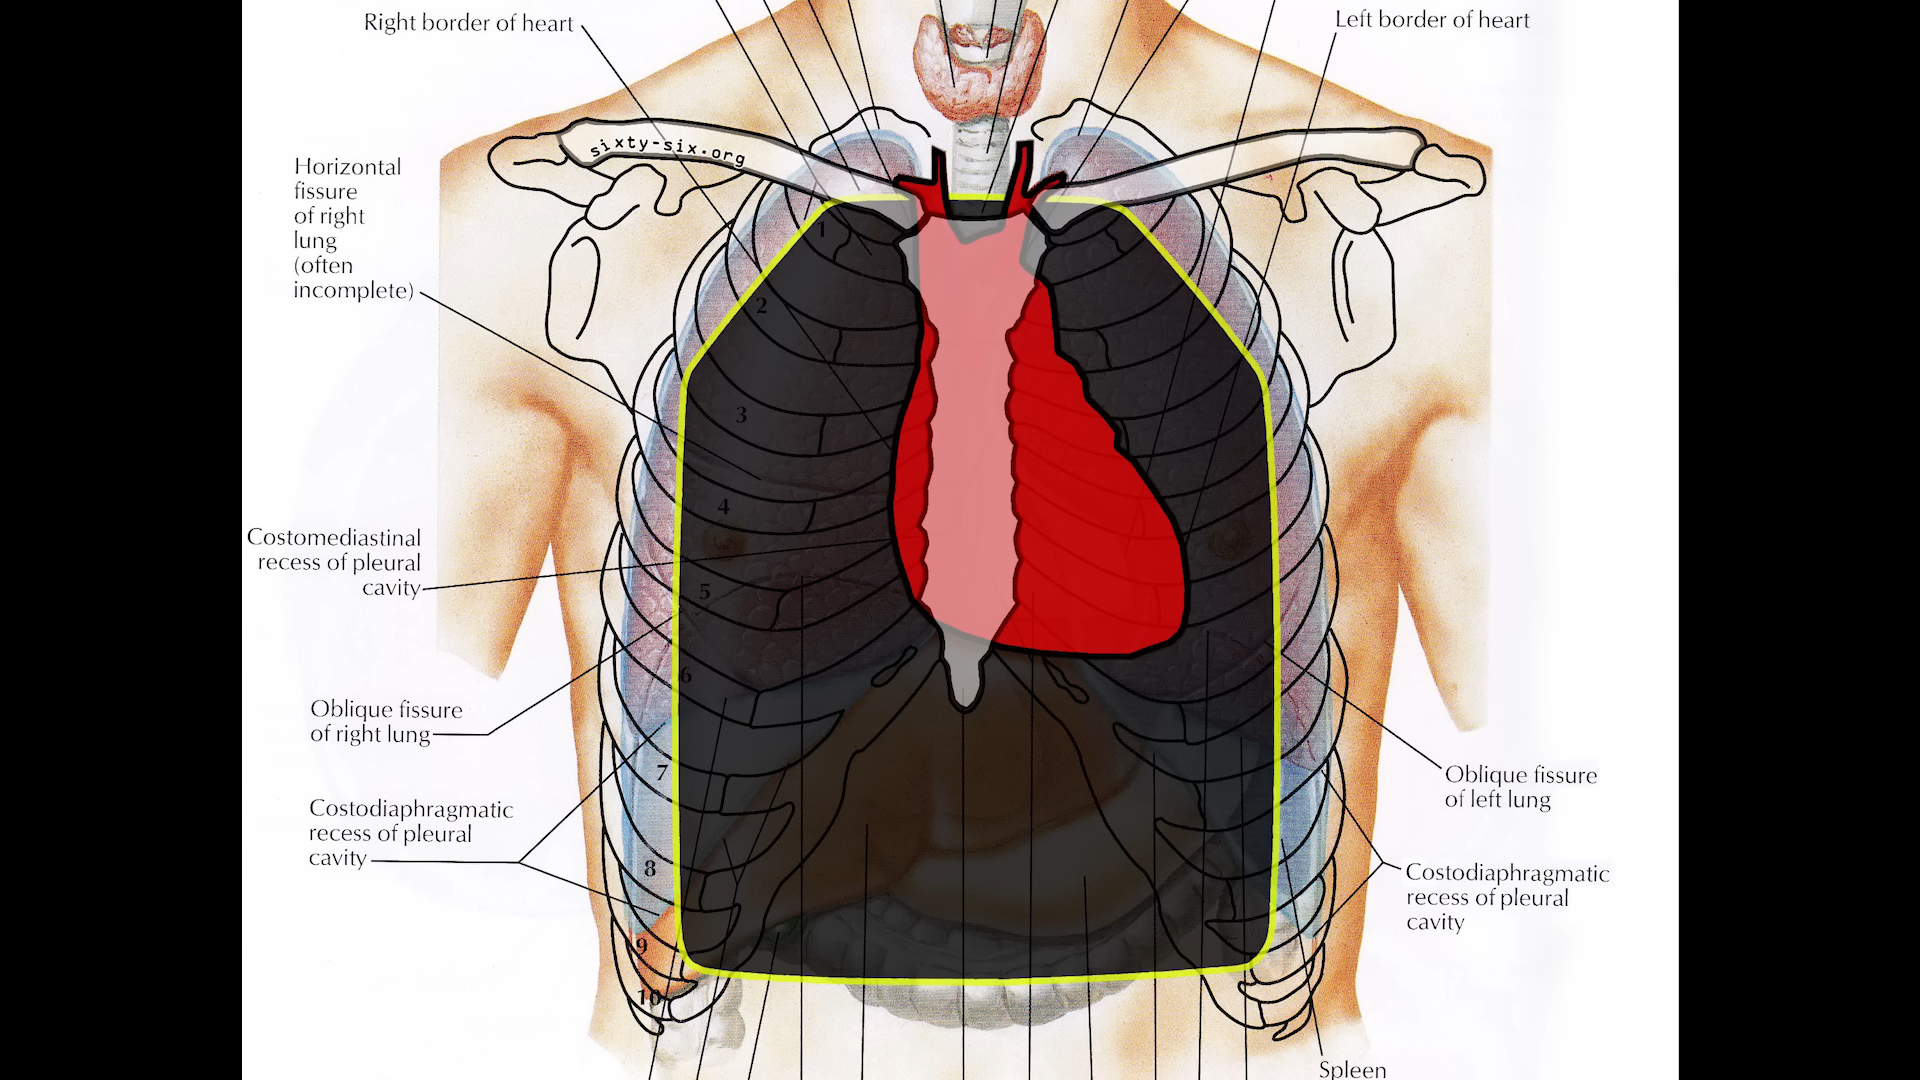 Right border of heart
Left border of heart
sixty-six.org
Horizontal
fissure
of right
lung
(often
incomplete)
1
2
3
4
Costomediastinal
recess of pleural
cavity
5
6
Oblique fissure
of right lung
7
Oblique fissure
of left lung
Costodiaphragmatic
recess of pleural
cavity
8
Costodiaphragmatic
recess of pleural
cavity
9
10
Spleen